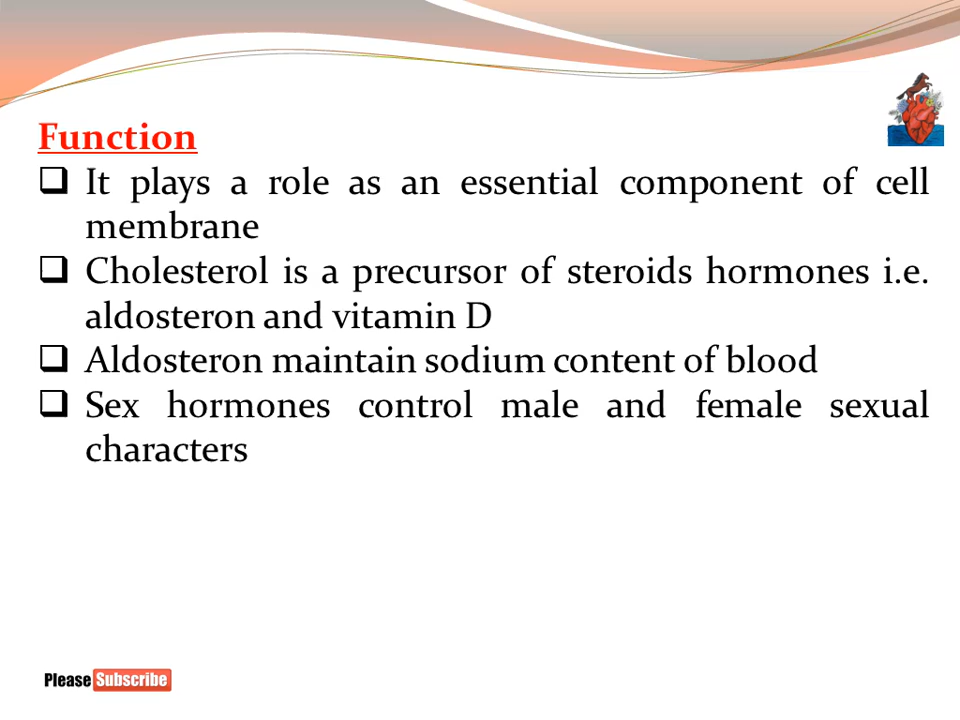 Function
❑ It plays a role as an essential component of cell
membrane
❑ Cholesterol is a precursor of steroids hormones i.e.
aldosteron and vitamin D
❑ Aldosteron maintain sodium content of blood
❑ Sex hormones control male and female sexual
characters
Please Subscribe